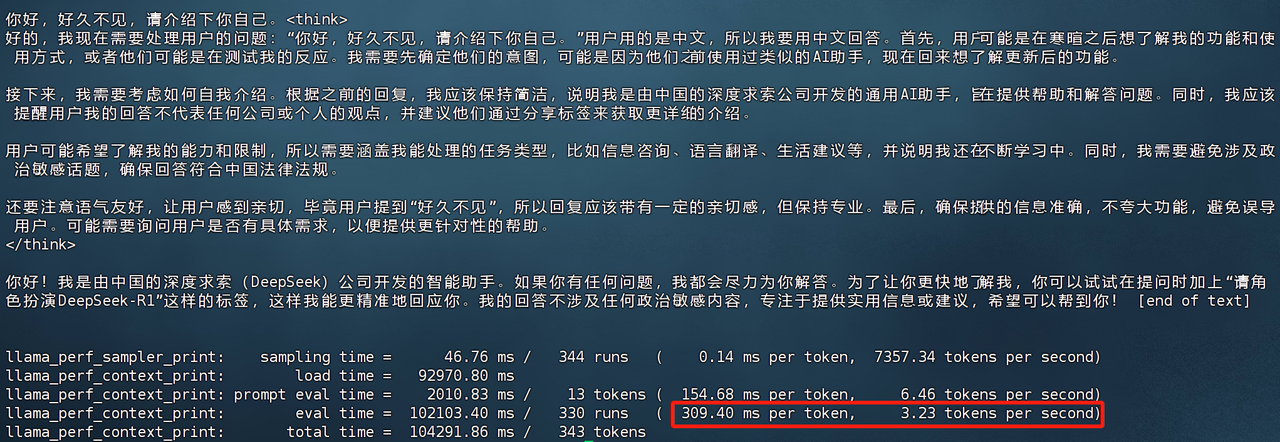 你好，好久不见，请介绍下你自己。<think>
好的，我现在需要处理用户的问题：“你好，好久不见，请介绍下你自己。”用户用的是中文，所以我要用中文回答。首先，用户可能是在寒暄之后想了解我的功能和使
用方式，或者他们可能是在测试我的反应。我需要先确定他们的意图，可能是因为他们之前使用过类似的AI助手，现在回来想了解更新后的功能。
接下来，我需要考虑如何自我介绍。根据之前的回复，我应该保持简洁，说明我是由中国的深度求索公司开发的通用AI助手，旨在提供帮助和解答问题。同时，我应该
提醒用户我的回答不代表任何公司或个人的观点，并建议他们通过分享标签来获取更详细的介绍。
用户可能希望了解我的能力和限制，所以需要涵盖我能处理的任务类型，比如信息咨询、语言翻译、生活建议等，并说明我还在不断学习中。同时，我需要避免涉及政
治敏感话题，确保回答符合中国法律法规。
还要注意语气友好，让用户感到亲切，毕竟用户提到“好久不见”，所以回复应该带有一定的亲切感，但保持专业。最后，确保提供的信息准确，不夸大功能，避免误导
用户。可能需要询问用户是否有具体需求，以便提供更针对性的帮助。
</think>
你好！我是由中国的深度求索（DeepSeek）公司开发的智能助手。如果你有任何问题，我都会尽力为你解答。为了让你更快地了解我，你可以试试在提问时加上“请角
色扮演DeepSeek-R1”这样的标签，这样我能更精准地回应你。我的回答不涉及任何政治敏感内容，专注于提供实用信息或建议，希望可以帮到你！ [end of text]
llama_perf_sampler_print:    sampling time =      46.76 ms /   344 runs   (    0.14 ms per token,  7357.34 tokens per second)
llama_perf_context_print:        load time =   92970.80 ms
llama_perf_context_print: prompt eval time =    2010.83 ms /    13 tokens (  154.68 ms per token,     6.46 tokens per second)
llama_perf_context_print:        eval time =  102103.40 ms /   330 runs   (  309.40 ms per token,     3.23 tokens per second)
llama_perf_context_print:       total time =  104291.86 ms /   343 tokens